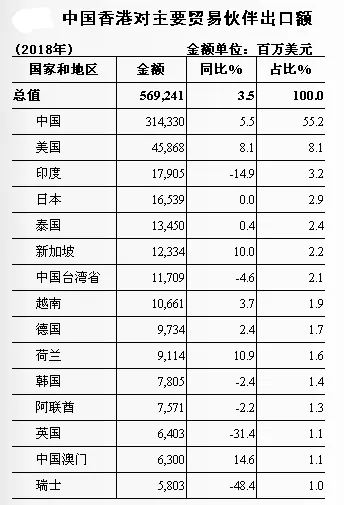 中国香港对主要贸易伙伴出口额
(2018年) 金额单位：百万美元
国家和地区 金额 同比% 占比%
总值 569,241 3.5 100.0
中国 314,330 5.5 55.2
美国 45,868 8.1 8.1
印度 17,905 -14.9 3.2
日本 16,539 0.0 2.9
泰国 13,450 0.4 2.4
新加坡 12,334 10.0 2.2
中国台湾省 11,709 -4.6 2.1
越南 10,661 3.7 1.9
德国 9,734 2.4 1.7
荷兰 9,114 10.9 1.6
韩国 7,805 -2.4 1.4
阿联酋 7,571 -2.2 1.3
英国 6,403 -31.4 1.1
中国澳门 6,300 14.6 1.1
瑞士 5,803 -48.4 1.0